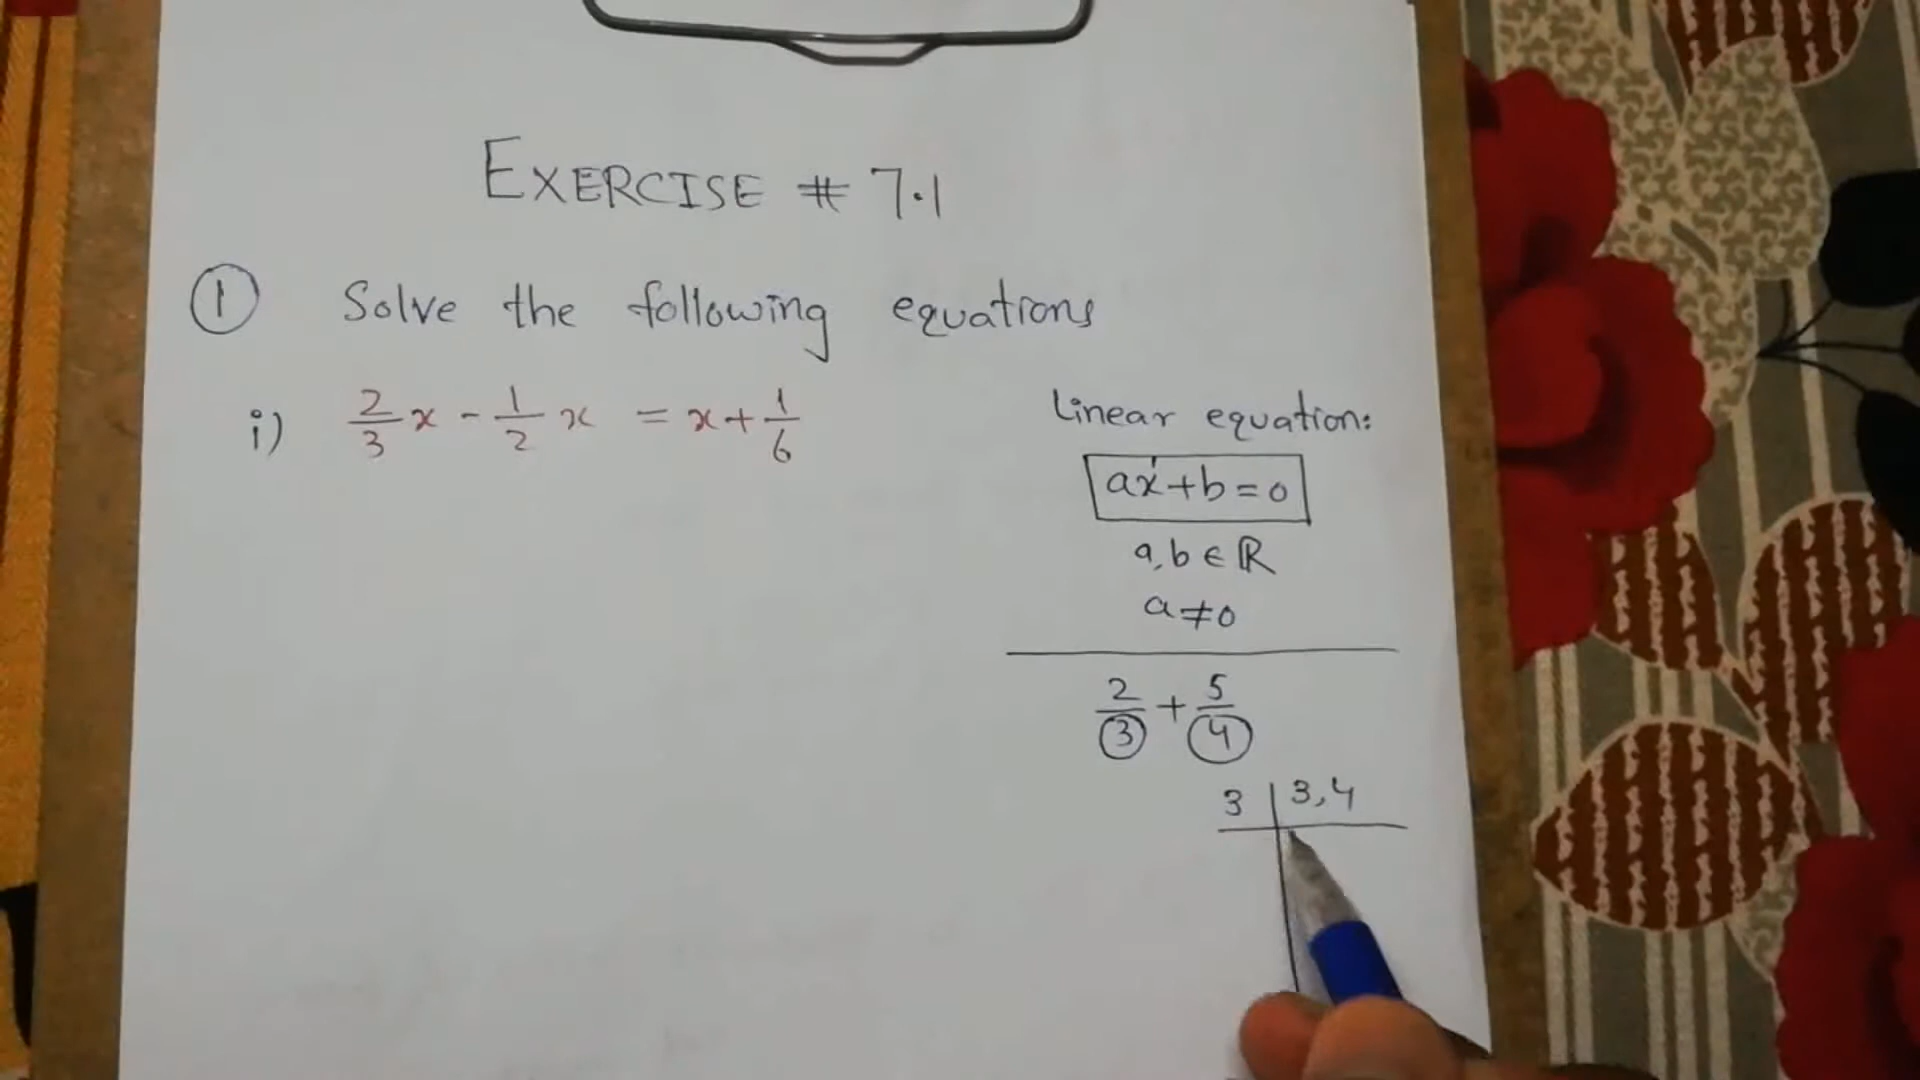 EXERCISE # 7.1
① Solve the following equations
i) 2/3 x - 1/2 x = x + 1/6
Linear equation:
ax¹+b=0
a,b∈ℝ
a≠0
2/3 + 5/4
3 | 3,4